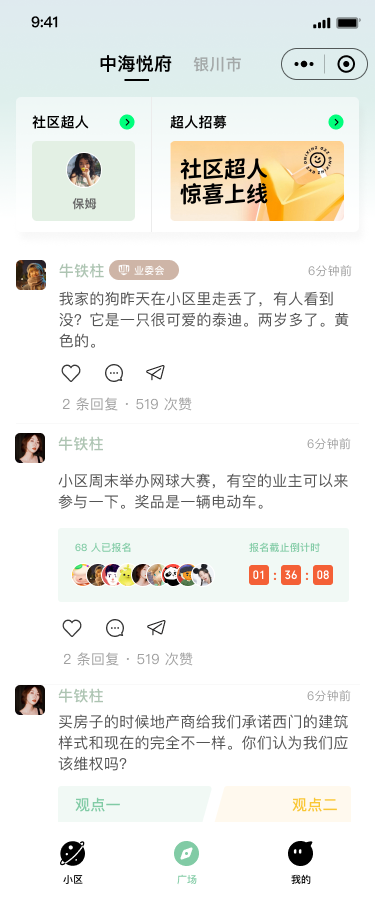 9:41
中海悦府 银川市
社区超人
超人招募
保姆
社区超人
惊喜上线
牛铁柱 业委会 6分钟前
我家的狗昨天在小区里走丢了，有人看到
没？它是一只很可爱的泰迪。两岁多了。黄
色的。
2 条回复 · 519 次赞
牛铁柱 6分钟前
小区周末举办网球大赛，有空的业主可以来
参与一下。奖品是一辆电动车。
68 人已报名 报名截止倒计时
01 : 36 : 08
2 条回复 · 519 次赞
牛铁柱 6分钟前
买房子的时候地产商给我们承诺西门的建筑
样式和现在的完全不一样。你们认为我们应
该维权吗?
观点一 观点二
小区 广场 我的